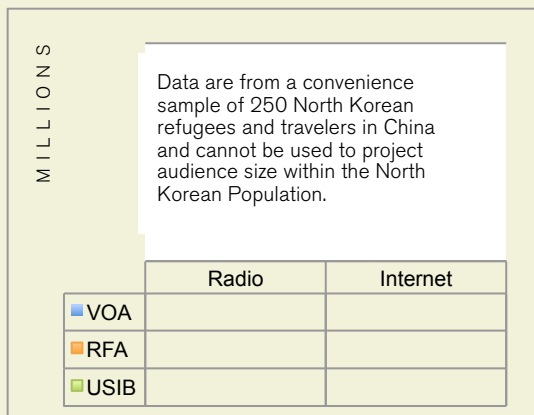 MILLIONS
Data are from a convenience
sample of 250 North Korean
refugees and travelers in China
and cannot be used to project
audience size within the North
Korean Population.
Radio Internet
VOA
RFA
USIB